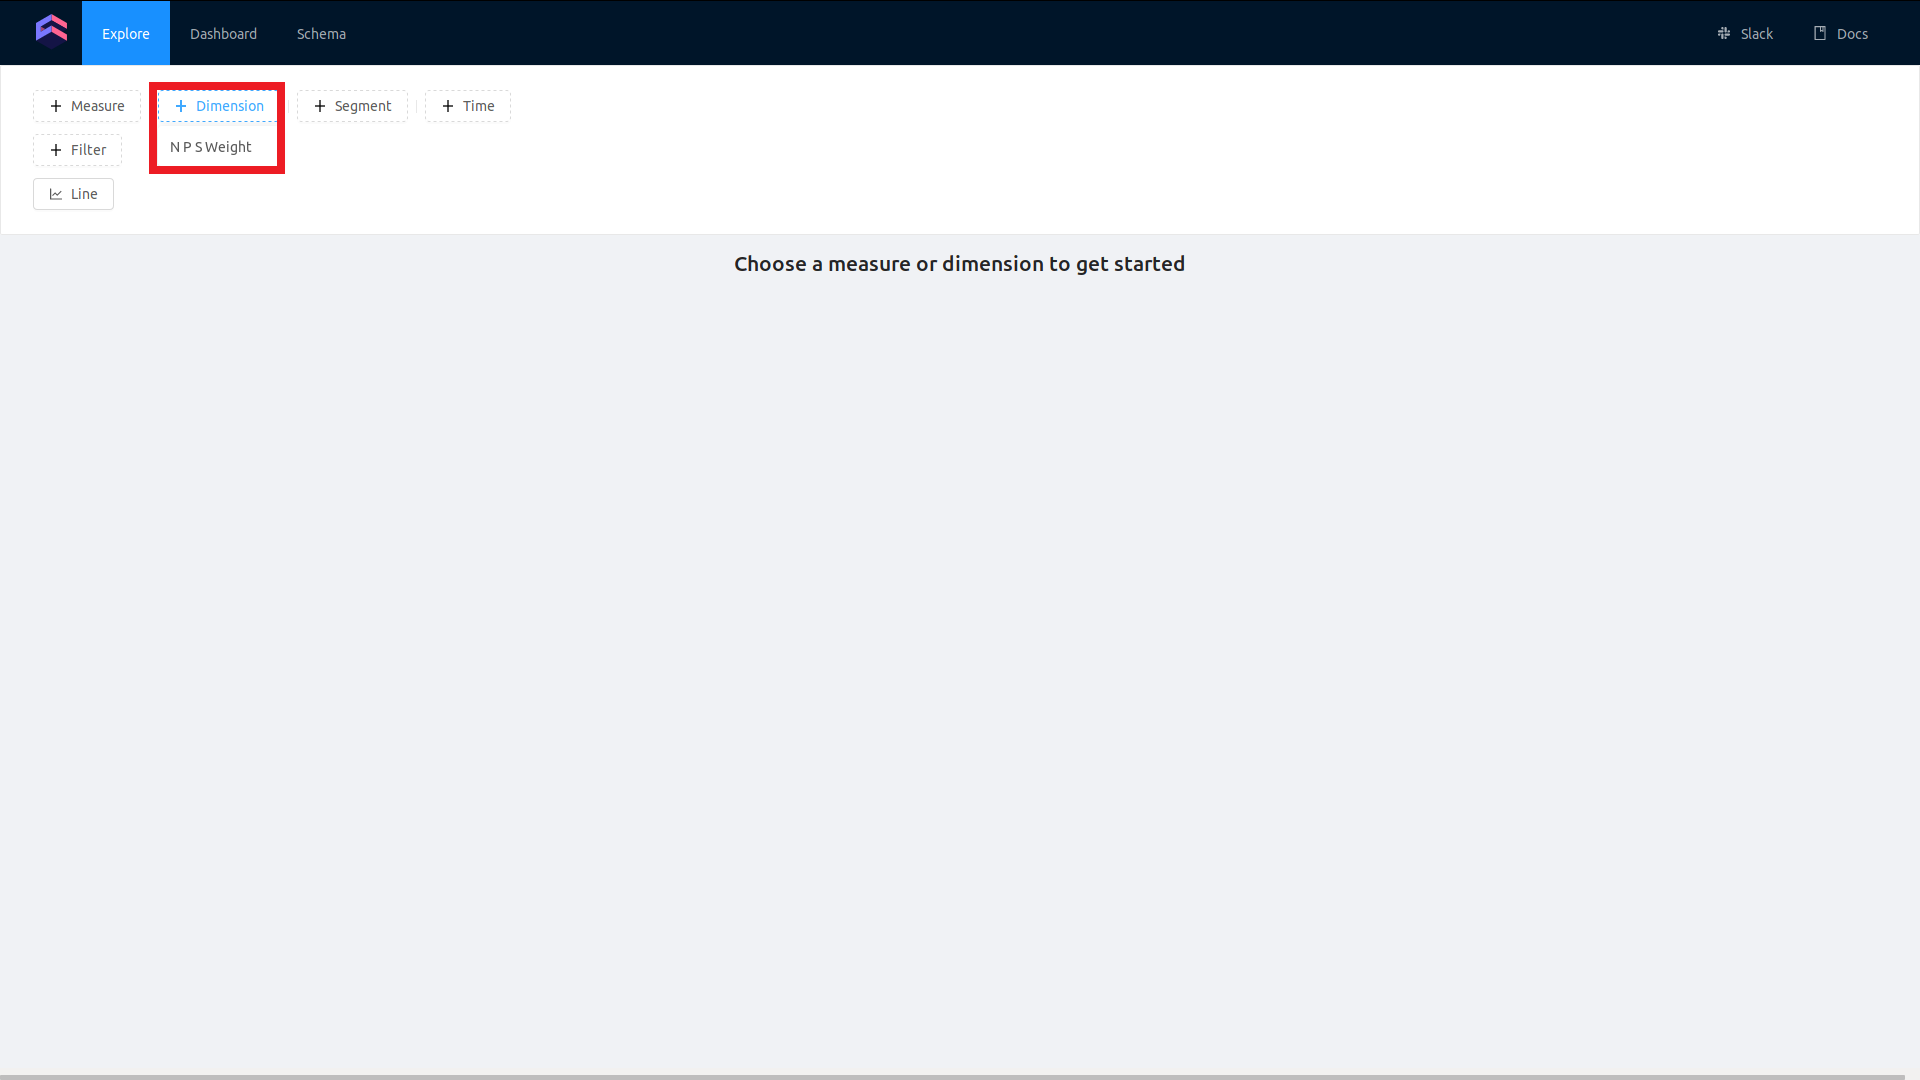 Explore Dashboard Schema Slack Docs
Measure Dimension Segment Time
Filter N P S Weight
Line
Choose a measure or dimension to get started